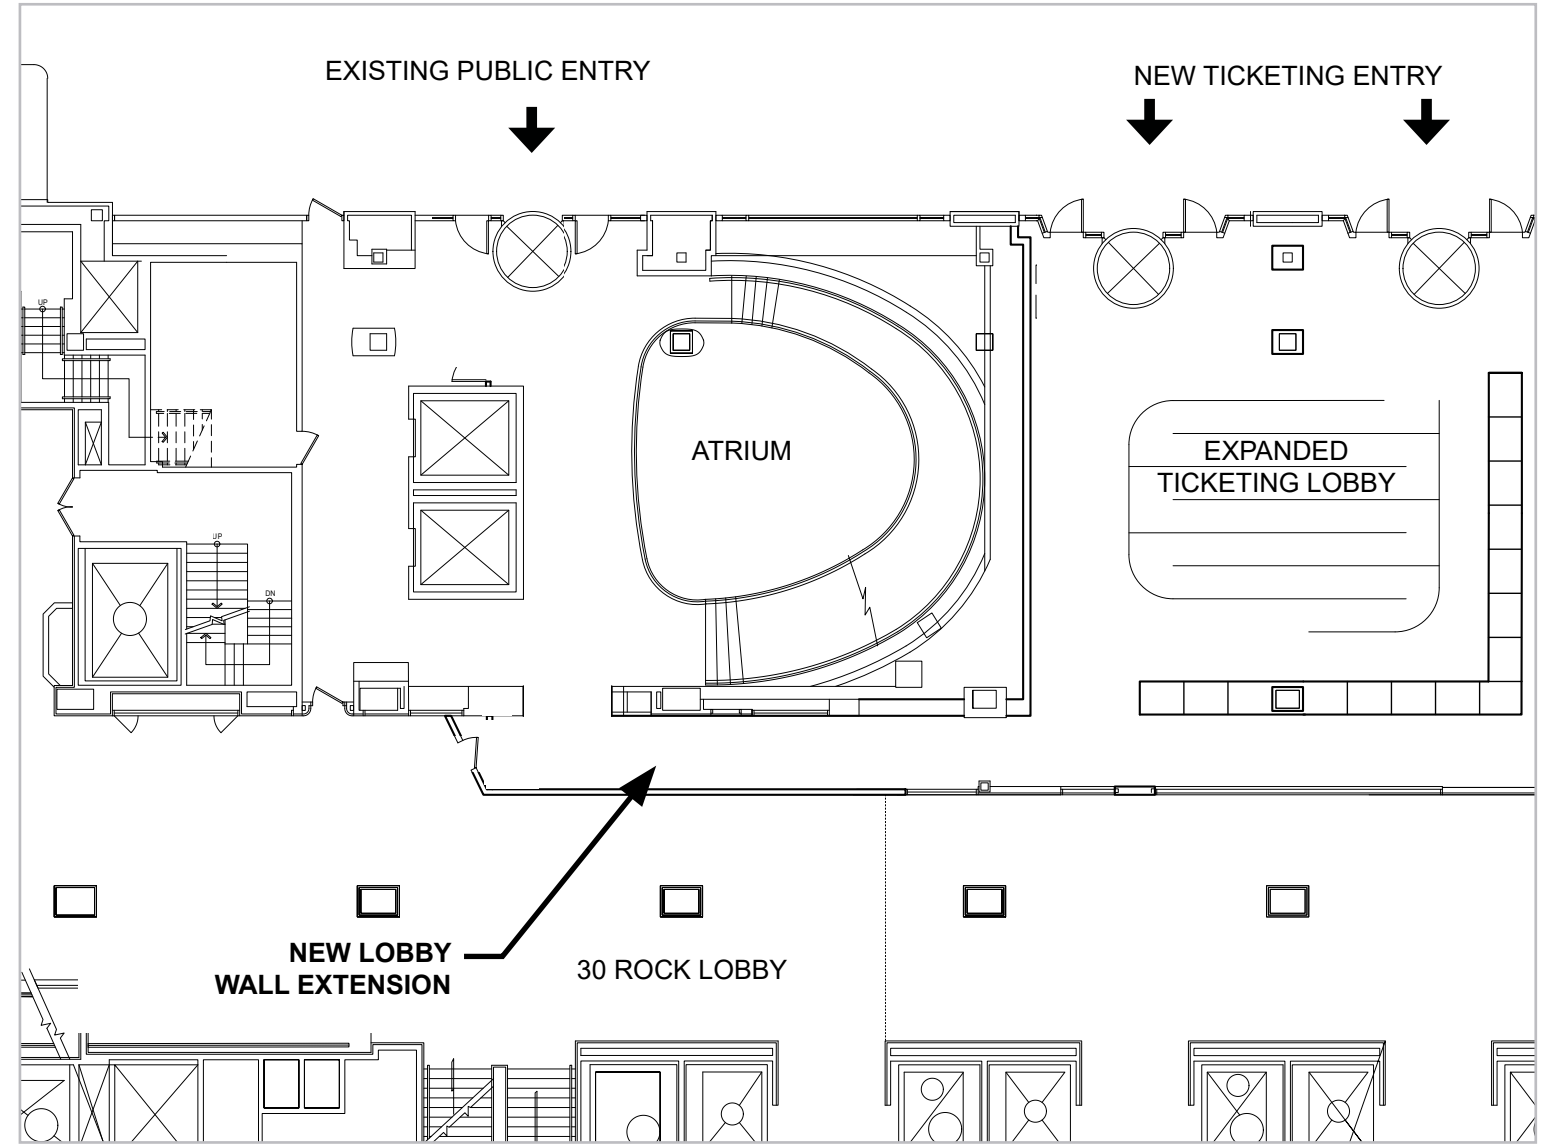 EXISTING PUBLIC ENTRY
NEW TICKETING ENTRY
UP
ATRIUM
EXPANDED
TICKETING LOBBY
UP
DN
NEW LOBBY
WALL EXTENSION
30 ROCK LOBBY